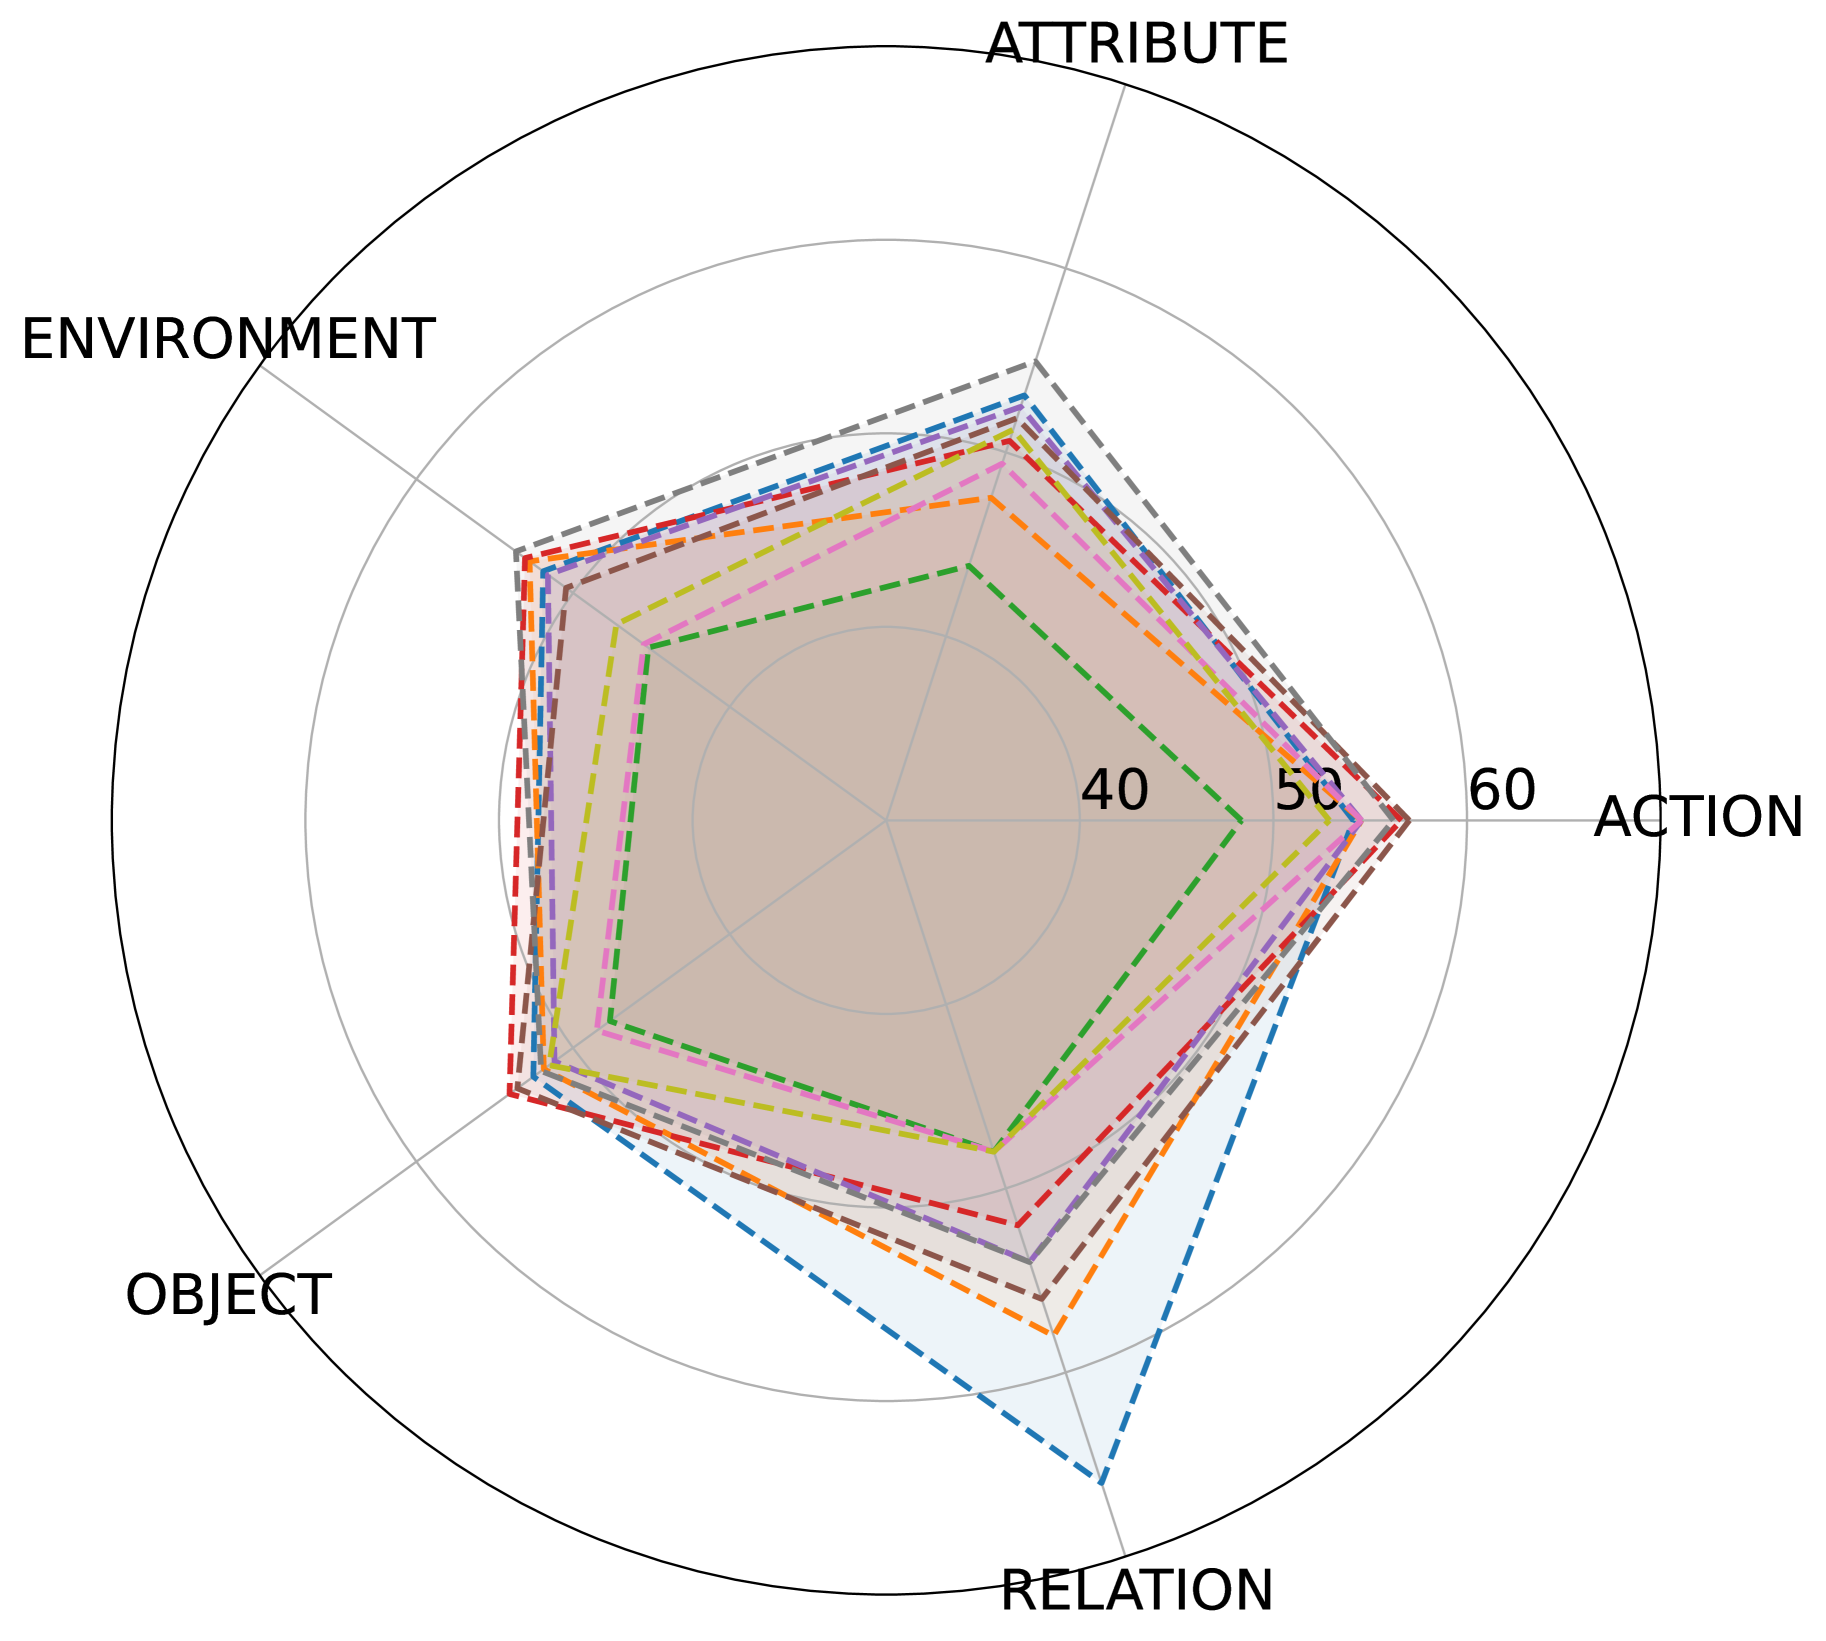 ATTRIBUTE
ENVIRONMENT
40
50
60
ACTION
OBJECT
RELATION